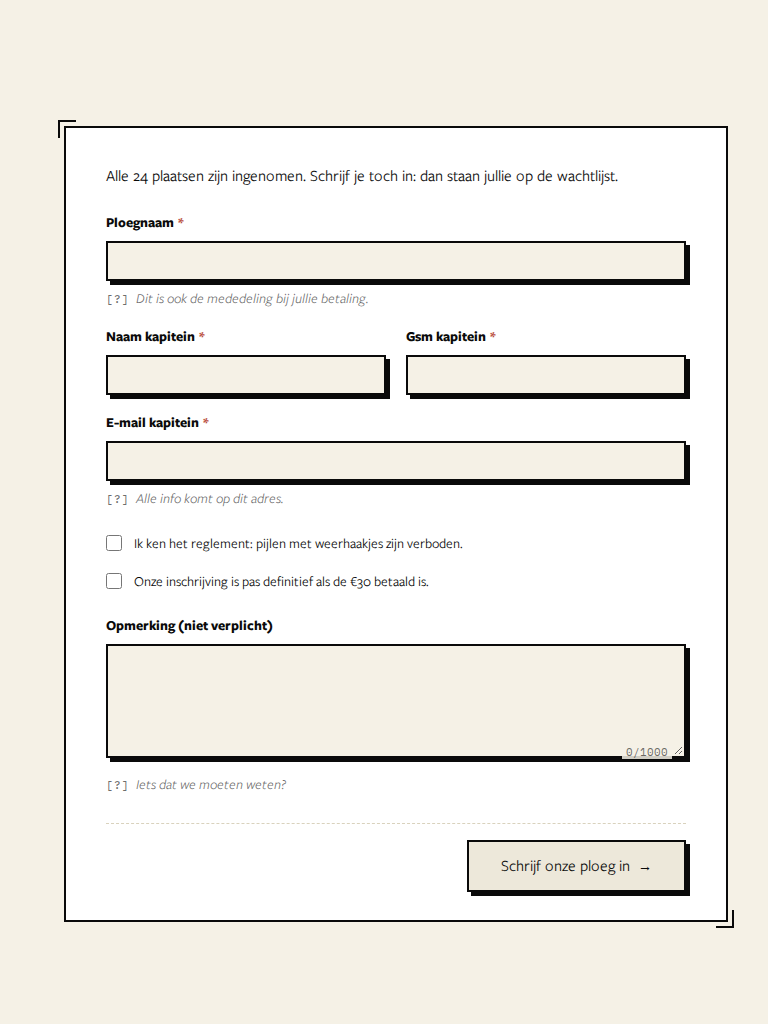 Alle 24 plaatsen zijn ingenomen. Schrijf je toch in: dan staan jullie op de wachtlijst.
Ploegnaam *
[?] Dit is ook de mededeling bij jullie betaling.
Naam kapitein *
Gsm kapitein *
E-mail kapitein *
[?] Alle info komt op dit adres.
Ik ken het reglement: pijlen met weerhaakjes zijn verboden.
Onze inschrijving is pas definitief als de €30 betaald is.
Opmerking (niet verplicht)
0/1000
[?] Iets dat we moeten weten?
Schrijf onze ploeg in →